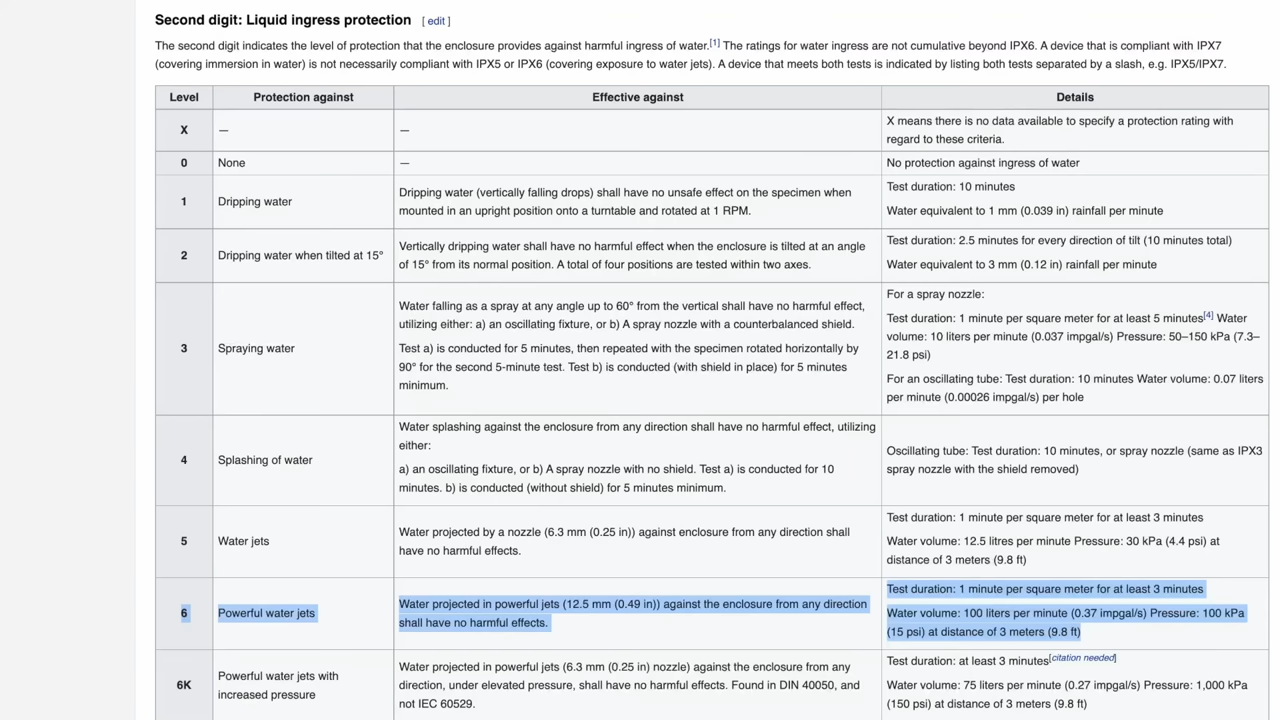 Second digit: Liquid ingress protection [ edit ]
The second digit indicates the level of protection that the enclosure provides against harmful ingress of water.[1] The ratings for water ingress are not cumulative beyond IPX6. A device that is compliant with IPX7
(covering immersion in water) is not necessarily compliant with IPX5 or IPX6 (covering exposure to water jets). A device that meets both tests is indicated by listing both tests separated by a slash, e.g. IPX5/IPX7.
Level Protection against Effective against Details
X — — X means there is no data available to specify a protection rating with
regard to these criteria.
0 None — No protection against ingress of water
1 Dripping water
Dripping water (vertically falling drops) shall have no unsafe effect on the specimen when
mounted in an upright position onto a turntable and rotated at 1 RPM.
Test duration: 10 minutes
Water equivalent to 1 mm (0.039 in) rainfall per minute
2 Dripping water when tilted at 15°
Vertically dripping water shall have no harmful effect when the enclosure is tilted at an angle
of 15° from its normal position. A total of four positions are tested within two axes.
Test duration: 2.5 minutes for every direction of tilt (10 minutes total)
Water equivalent to 3 mm (0.12 in) rainfall per minute
3 Spraying water
Water falling as a spray at any angle up to 60° from the vertical shall have no harmful effect,
utilizing either: a) an oscillating fixture, or b) A spray nozzle with a counterbalanced shield.
Test a) is conducted for 5 minutes, then repeated with the specimen rotated horizontally by
90° for the second 5-minute test. Test b) is conducted (with shield in place) for 5 minutes
minimum.
For a spray nozzle:
Test duration: 1 minute per square meter for at least 5 minutes[4] Water
volume: 10 liters per minute (0.037 impgal/s) Pressure: 50–150 kPa (7.3–
21.8 psi)
For an oscillating tube: Test duration: 10 minutes Water volume: 0.07 liters
per minute (0.00026 impgal/s) per hole
4 Splashing of water
Water splashing against the enclosure from any direction shall have no harmful effect, utilizing
either:
a) an oscillating fixture, or b) A spray nozzle with no shield. Test a) is conducted for 10
minutes. b) is conducted (without shield) for 5 minutes minimum.
Oscillating tube: Test duration: 10 minutes, or spray nozzle (same as IPX3
spray nozzle with the shield removed)
5 Water jets
Water projected by a nozzle (6.3 mm (0.25 in)) against enclosure from any direction shall
have no harmful effects.
Test duration: 1 minute per square meter for at least 3 minutes
Water volume: 12.5 litres per minute Pressure: 30 kPa (4.4 psi) at
distance of 3 meters (9.8 ft)
6 Powerful water jets
Water projected in powerful jets (12.5 mm (0.49 in)) against the enclosure from any direction
shall have no harmful effects.
Test duration: 1 minute per square meter for at least 3 minutes
Water volume: 100 liters per minute (0.37 impgal/s) Pressure: 100 kPa
(15 psi) at distance of 3 meters (9.8 ft)
6K Powerful water jets with
increased pressure
Water projected in powerful jets (6.3 mm (0.25 in) nozzle) against the enclosure from any
direction, under elevated pressure, shall have no harmful effects. Found in DIN 40050, and
not IEC 60529.
Test duration: at least 3 minutes[citation needed]
Water volume: 75 liters per minute (0.27 impgal/s) Pressure: 1,000 kPa
(150 psi) at distance of 3 meters (9.8 ft)